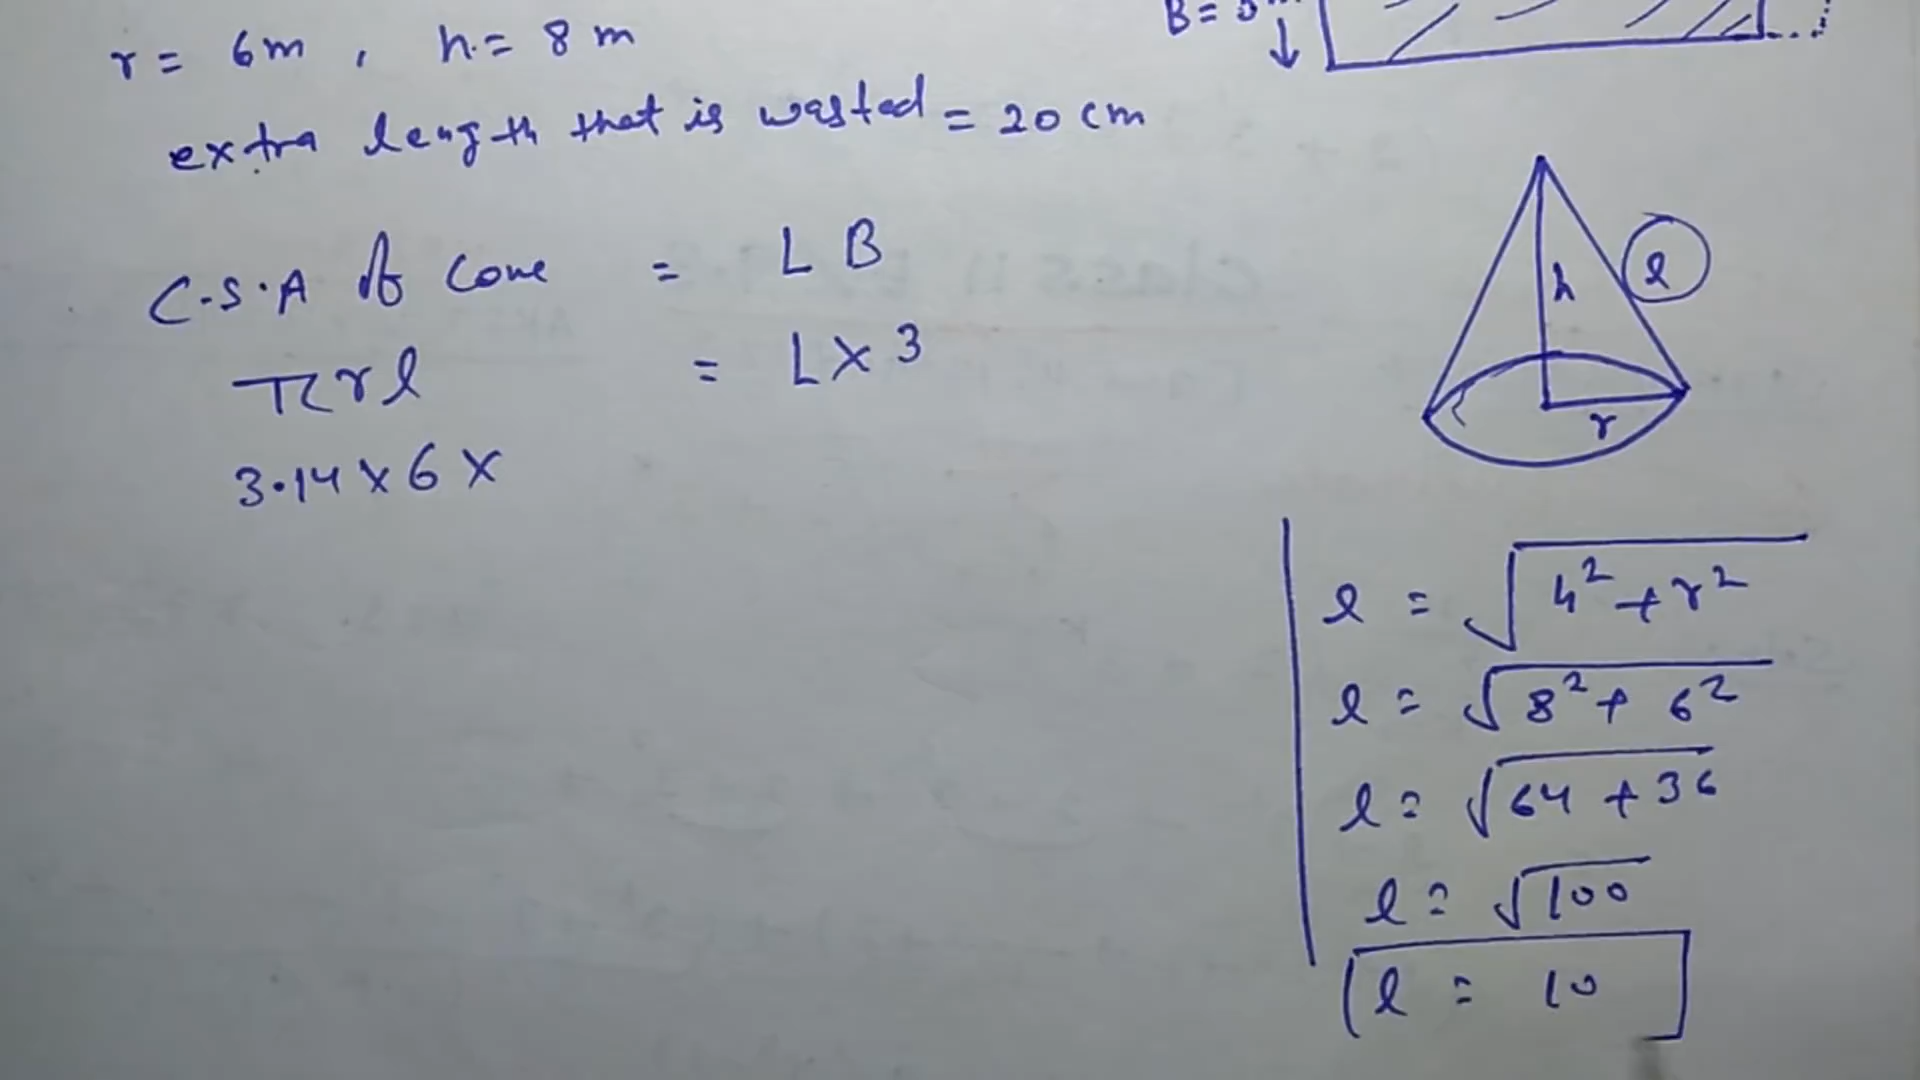 r = 6m , h = 8 m
B = 3
extra length that is wasted = 20 cm
C.S.A of Cone = L B
πrl = L × 3
3.14 × 6 ×
h
l
r
l = √h²+r²
l = √8²+ 6²
l = √64 + 36
l = √100
l = 10